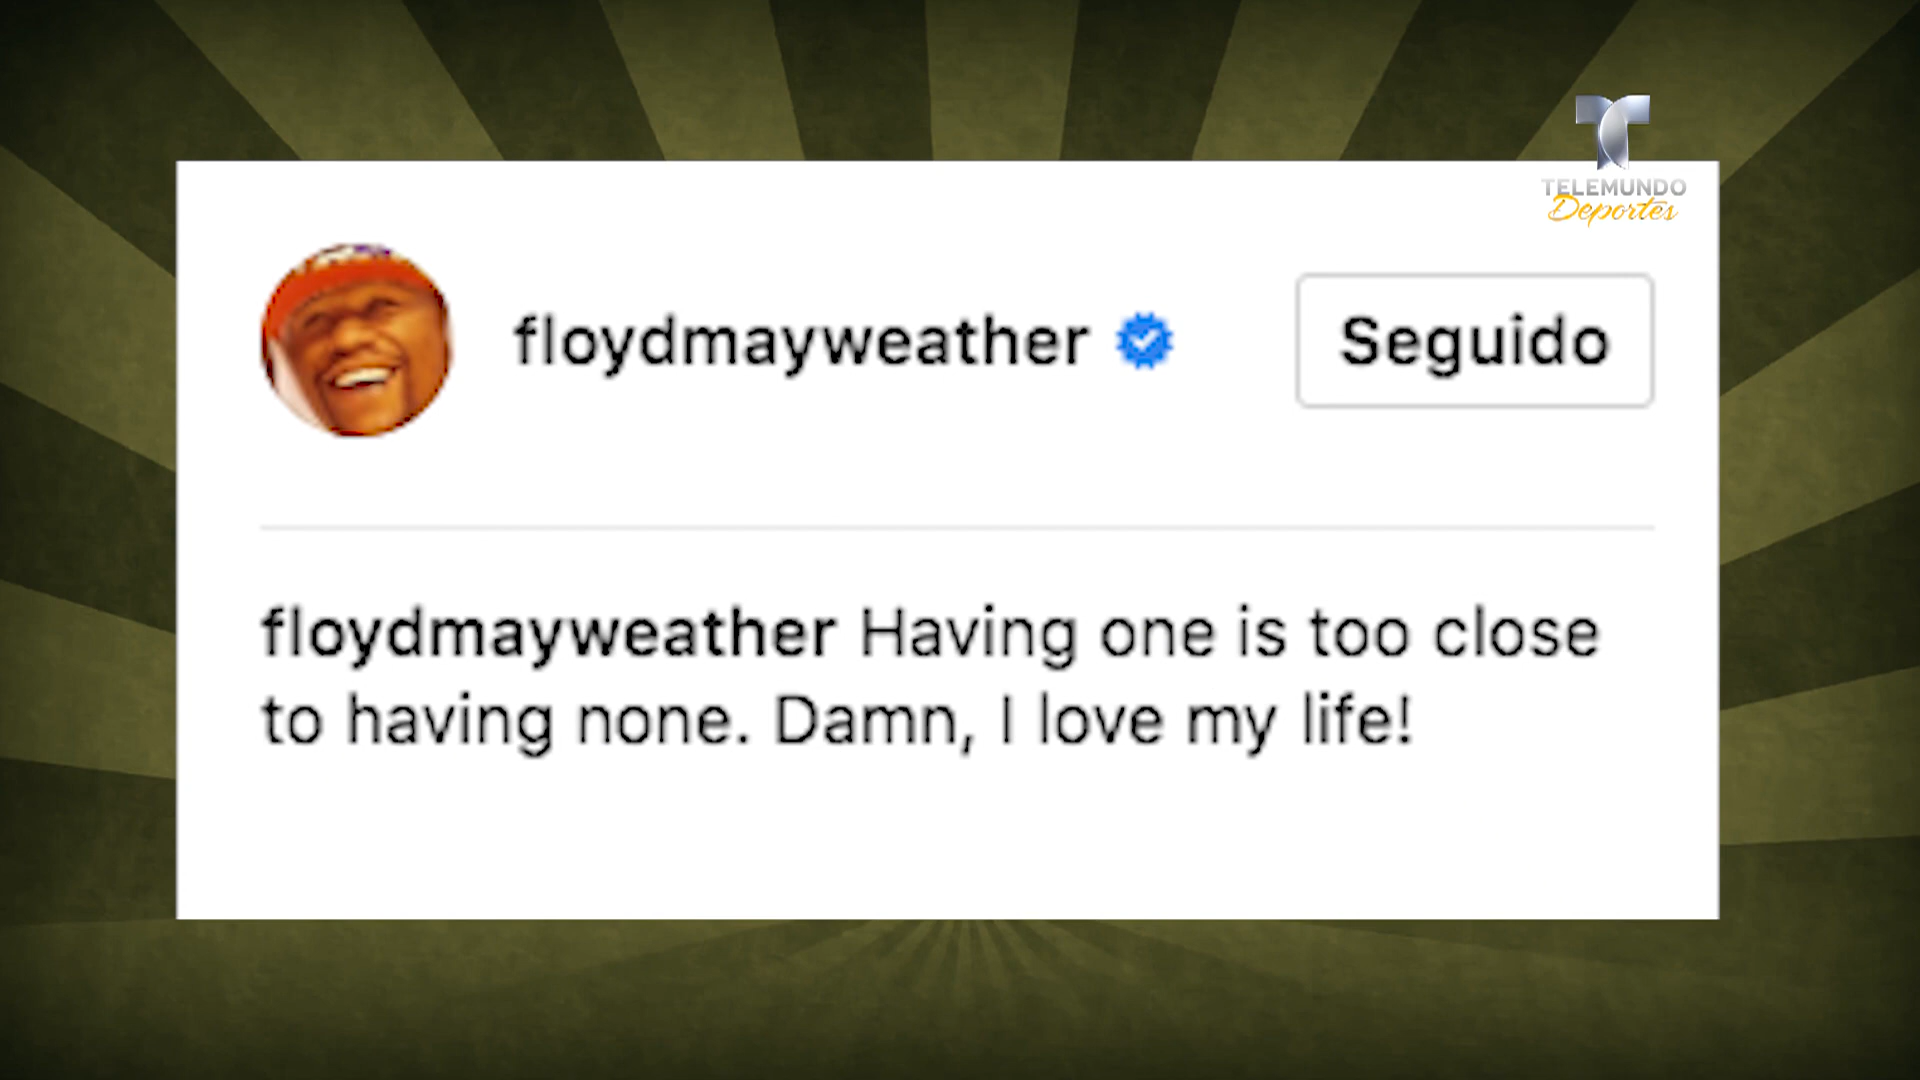 TELEMUNDO
Deportes
floydmayweather
Seguido
floydmayweather Having one is too close
to having none. Damn, I love my life!